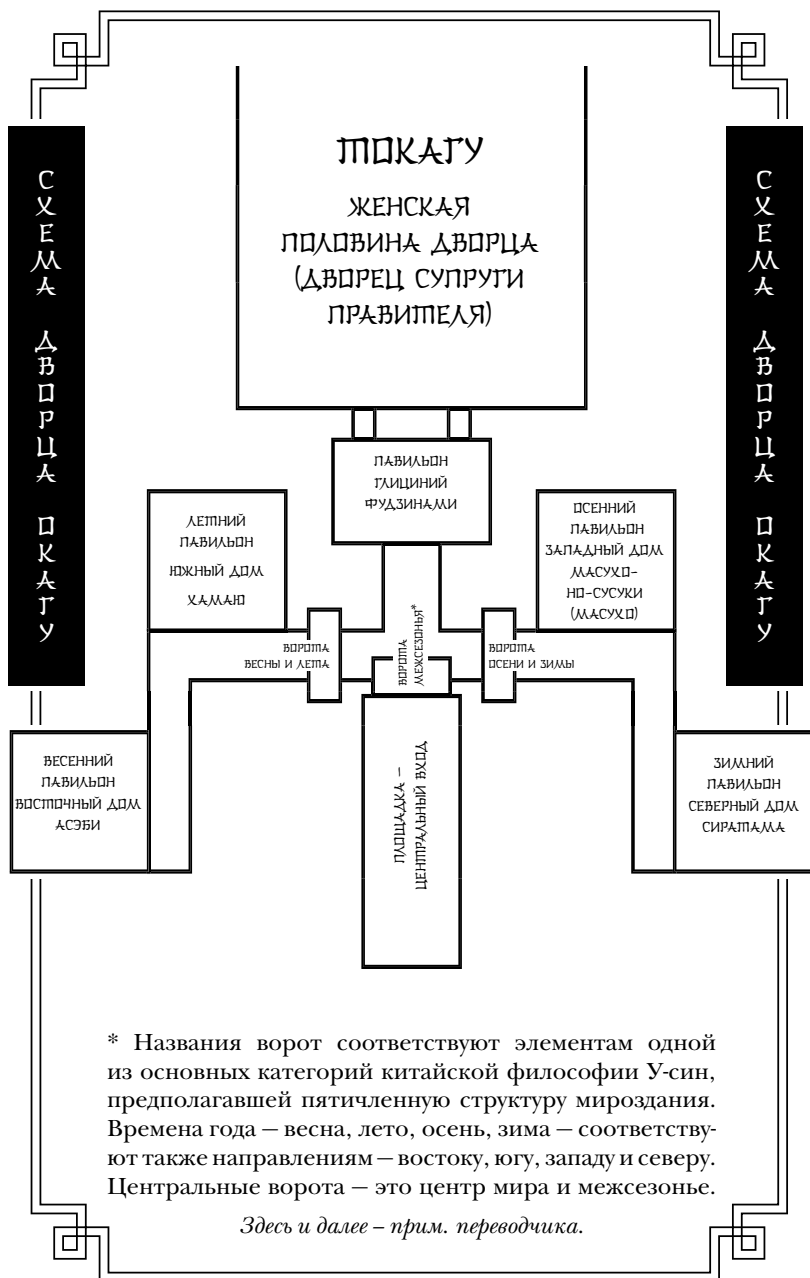 СХЕМА ДВОРЦА ОКАГУ
ТОКАГУ
ЖЕНСКАЯ
ПОЛОВИНА ДВОРЦА
(ДВОРЕЦ СУПРУГИ
ПРАВИТЕЛЯ)
СХЕМА ДВОРЦА ОКАГУ
ПАВИЛЬОН
ГЛИЦИНИЙ
ФУДЗИНАМИ
ЛЕТНИЙ
ПАВИЛЬОН
ЮЖНЫЙ ДОМ
ХАМАЮ
ОСЕННИЙ
ПАВИЛЬОН
ЗАПАДНЫЙ ДОМ
МАСУХО-
НО-СУСУКИ
(МАСУХО)
ВОРОТА
ВЕСНЫ И ЛЕТА
ВОРОТА
МЕЖСЕЗОНЬЯ*
ВОРОТА
ОСЕНИ И ЗИМЫ
ВЕСЕННИЙ
ПАВИЛЬОН
ВОСТОЧНЫЙ ДОМ
АСЭБИ
ПЛОЩАДКА –
ЦЕНТРАЛЬНЫЙ ВХОД
ЗИМНИЙ
ПАВИЛЬОН
СЕВЕРНЫЙ ДОМ
СИРАТАМА
* Названия ворот соответствуют элементам одной
из основных категорий китайской философии У-син,
предполагавшей пятичленную структуру мироздания.
Времена года – весна, лето, осень, зима – соответству-
ют также направлениям – востоку, югу, западу и северу.
Центральные ворота – это центр мира и межсезонье.
Здесь и далее – прим. переводчика.